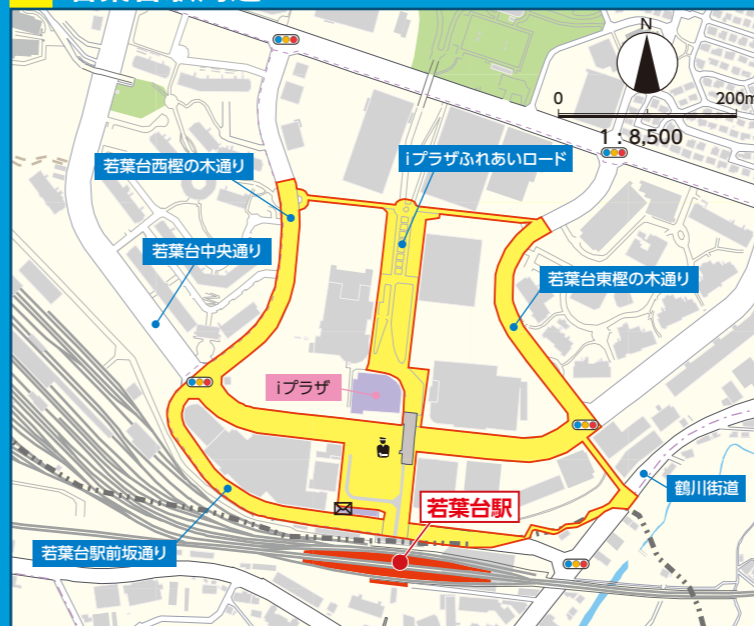 N
0 200m
1：8,500
iプラザふれあいロード
若葉台西樫の木通り
若葉台中央通り
若葉台東樫の木通り
iプラザ
若葉台駅
鶴川街道
若葉台駅前坂通り